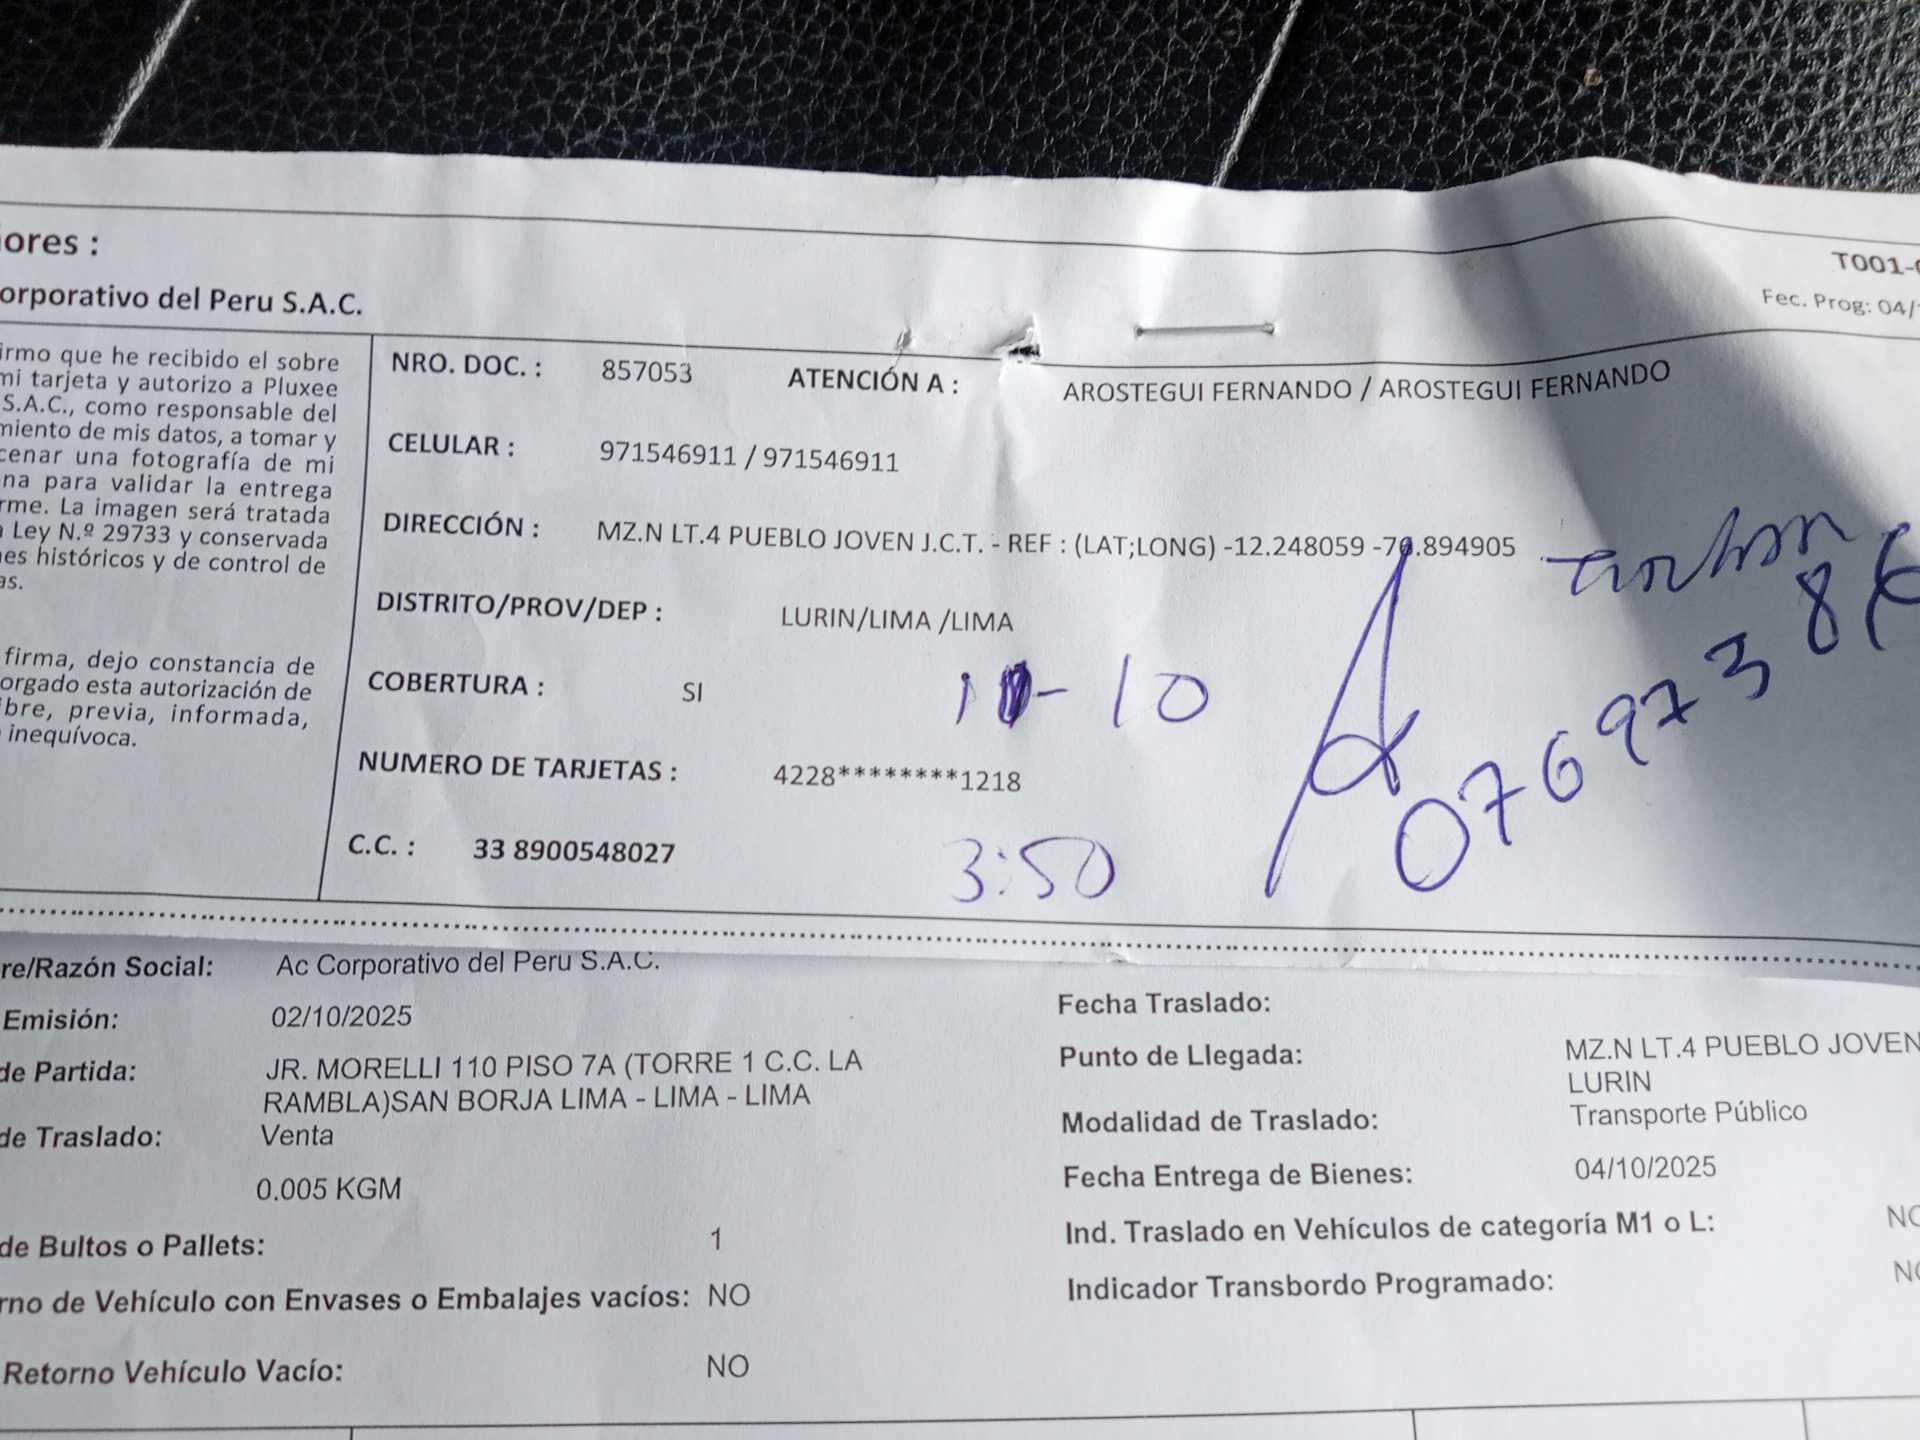 ores :
orporativo del Peru S.A.C.
T001-
Fec. Prog: 04/
irmo que he recibido el sobre
mi tarjeta y autorizo a Pluxee
S.A.C., como responsable del
miento de mis datos, a tomar y
cenar una fotografía de mi
na para validar la entrega
rme. La imagen será tratada
Ley N.º 29733 y conservada
nes históricos y de control de
as.
firma, dejo constancia de
orgado esta autorización de
ibre, previa, informada,
inequívoca.
NRO. DOC. : 857053 ATENCIÓN A : AROSTEGUI FERNANDO / AROSTEGUI FERNANDO
CELULAR : 971546911 / 971546911
DIRECCIÓN : MZ.N LT.4 PUEBLO JOVEN J.C.T. - REF : (LAT;LONG) -12.248059 -76.894905
DISTRITO/PROV/DEP : LURIN/LIMA /LIMA
COBERTURA : SI
- 10
NUMERO DE TARJETAS : 4228********1218
0769738
C.C. : 33 8900548027
3:50
re/Razón Social: Ac Corporativo del Peru S.A.C.
Emisión: 02/10/2025
de Partida: JR. MORELLI 110 PISO 7A (TORRE 1 C.C. LA
RAMBLA)SAN BORJA LIMA - LIMA - LIMA
de Traslado: Venta
0.005 KGM
de Bultos o Pallets: 1
rno de Vehículo con Envases o Embalajes vacíos: NO
Retorno Vehículo Vacío: NO
Fecha Traslado:
Punto de Llegada: MZ.N LT.4 PUEBLO JOVEN
LURIN
Modalidad de Traslado: Transporte Público
Fecha Entrega de Bienes: 04/10/2025
Ind. Traslado en Vehículos de categoría M1 o L: NO
Indicador Transbordo Programado: NO